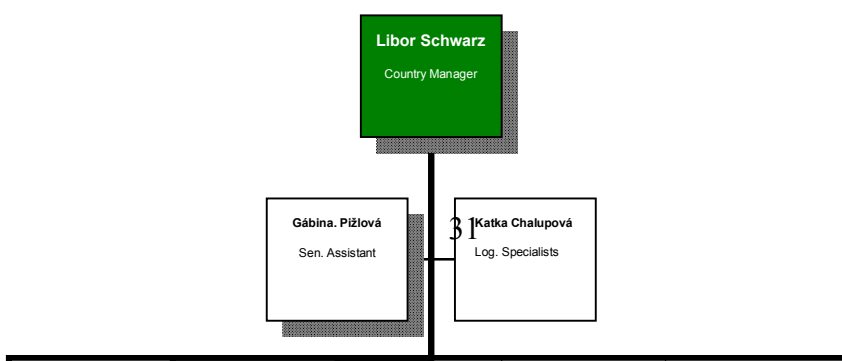 Libor Schwarz
Country Manager
Gábina. Pižlová
Sen. Assistant
31
Katka Chalupová
Log. Specialists